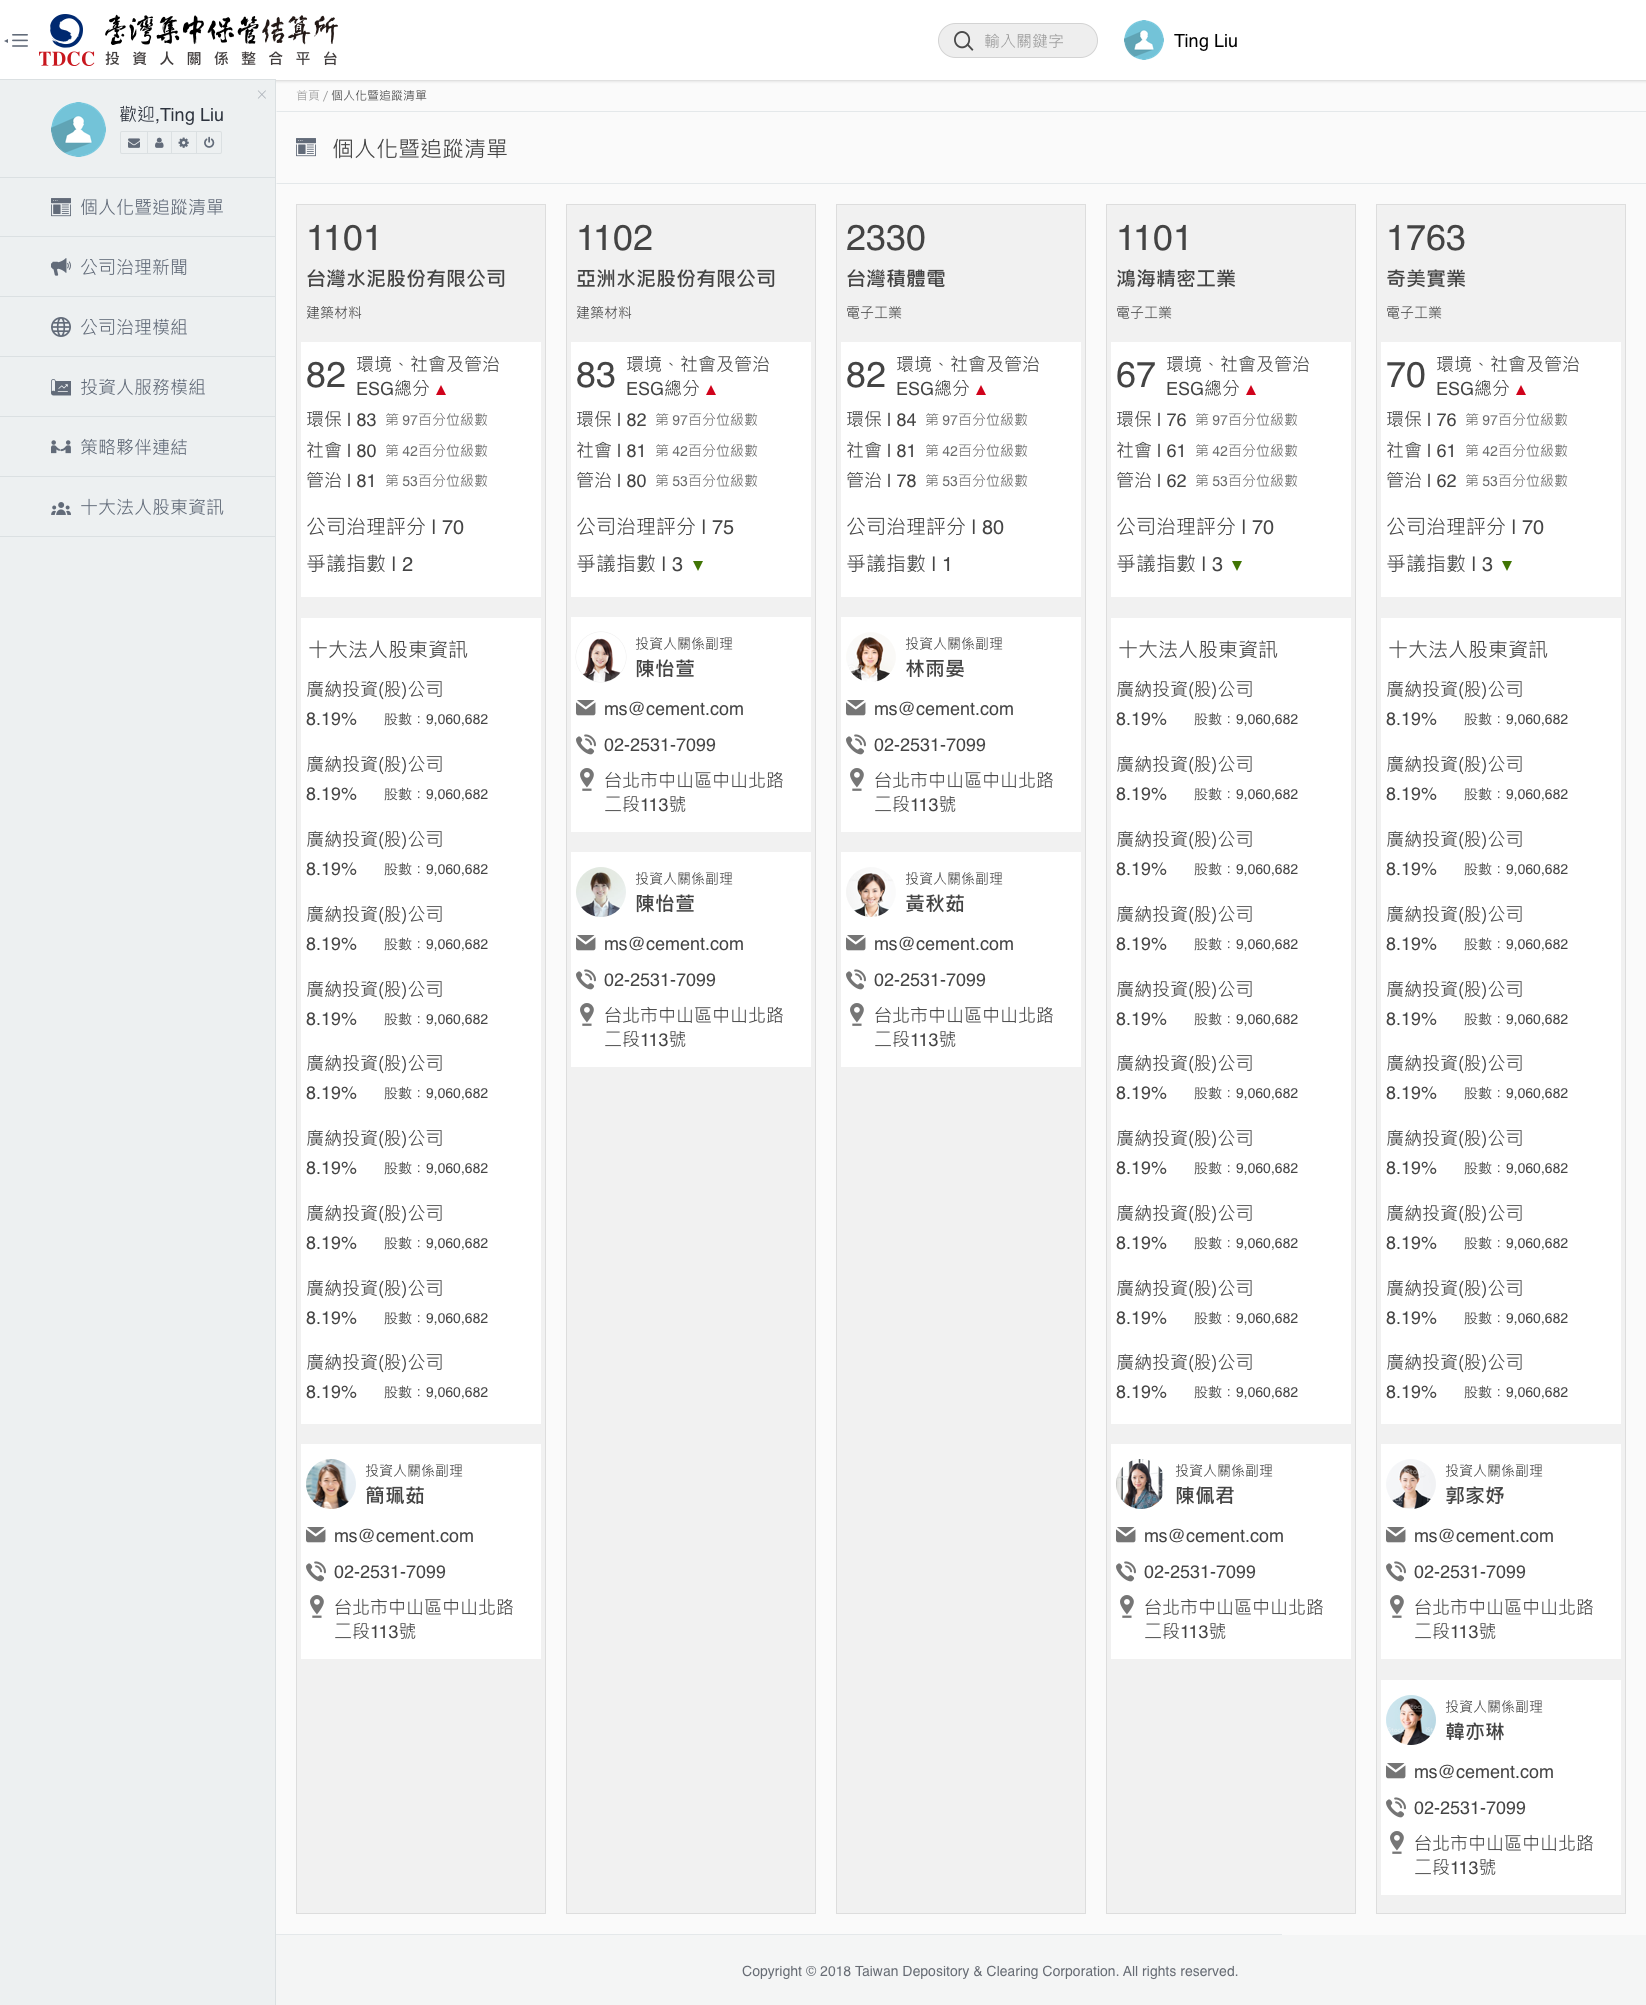 臺灣集中保管结算所
TDCC 投資人關係整合平台
輸入關鍵字
Ting Liu
歡迎,Ting Liu
個人化暨追蹤清單
公司治理新聞
公司治理模組
投資人服務模組
策略夥伴連結
十大法人股東資訊
首頁 / 個人化暨追蹤清單
個人化暨追蹤清單
1101
台灣水泥股份有限公司
建築材料
82 環境、社會及管治
ESG總分 ▲
環保 | 83 第 97百分位級數
社會 | 80 第 42百分位級數
管治 | 81 第 53百分位級數
公司治理評分 | 70
爭議指數 | 2
十大法人股東資訊
廣納投資(股)公司
8.19% 股數：9,060,682
廣納投資(股)公司
8.19% 股數：9,060,682
廣納投資(股)公司
8.19% 股數：9,060,682
廣納投資(股)公司
8.19% 股數：9,060,682
廣納投資(股)公司
8.19% 股數：9,060,682
廣納投資(股)公司
8.19% 股數：9,060,682
廣納投資(股)公司
8.19% 股數：9,060,682
廣納投資(股)公司
8.19% 股數：9,060,682
廣納投資(股)公司
8.19% 股數：9,060,682
廣納投資(股)公司
8.19% 股數：9,060,682
投資人關係副理
簡珮茹
ms@cement.com
02-2531-7099
台北市中山區中山北路
二段113號
1102
亞洲水泥股份有限公司
建築材料
83 環境、社會及管治
ESG總分 ▲
環保 | 82 第 97百分位級數
社會 | 81 第 42百分位級數
管治 | 80 第 53百分位級數
公司治理評分 | 75
爭議指數 | 3 ▼
投資人關係副理
陳怡萱
ms@cement.com
02-2531-7099
台北市中山區中山北路
二段113號
投資人關係副理
陳怡萱
ms@cement.com
02-2531-7099
台北市中山區中山北路
二段113號
2330
台灣積體電
電子工業
82 環境、社會及管治
ESG總分 ▲
環保 | 84 第 97百分位級數
社會 | 81 第 42百分位級數
管治 | 78 第 53百分位級數
公司治理評分 | 80
爭議指數 | 1
投資人關係副理
林雨晏
ms@cement.com
02-2531-7099
台北市中山區中山北路
二段113號
投資人關係副理
黃秋茹
ms@cement.com
02-2531-7099
台北市中山區中山北路
二段113號
1101
鴻海精密工業
電子工業
67 環境、社會及管治
ESG總分 ▲
環保 | 76 第 97百分位級數
社會 | 61 第 42百分位級數
管治 | 62 第 53百分位級數
公司治理評分 | 70
爭議指數 | 3 ▼
十大法人股東資訊
廣納投資(股)公司
8.19% 股數：9,060,682
廣納投資(股)公司
8.19% 股數：9,060,682
廣納投資(股)公司
8.19% 股數：9,060,682
廣納投資(股)公司
8.19% 股數：9,060,682
廣納投資(股)公司
8.19% 股數：9,060,682
廣納投資(股)公司
8.19% 股數：9,060,682
廣納投資(股)公司
8.19% 股數：9,060,682
廣納投資(股)公司
8.19% 股數：9,060,682
廣納投資(股)公司
8.19% 股數：9,060,682
廣納投資(股)公司
8.19% 股數：9,060,682
投資人關係副理
陳佩君
ms@cement.com
02-2531-7099
台北市中山區中山北路
二段113號
1763
奇美實業
電子工業
70 環境、社會及管治
ESG總分 ▲
環保 | 76 第 97百分位級數
社會 | 61 第 42百分位級數
管治 | 62 第 53百分位級數
公司治理評分 | 70
爭議指數 | 3 ▼
十大法人股東資訊
廣納投資(股)公司
8.19% 股數：9,060,682
廣納投資(股)公司
8.19% 股數：9,060,682
廣納投資(股)公司
8.19% 股數：9,060,682
廣納投資(股)公司
8.19% 股數：9,060,682
廣納投資(股)公司
8.19% 股數：9,060,682
廣納投資(股)公司
8.19% 股數：9,060,682
廣納投資(股)公司
8.19% 股數：9,060,682
廣納投資(股)公司
8.19% 股數：9,060,682
廣納投資(股)公司
8.19% 股數：9,060,682
廣納投資(股)公司
8.19% 股數：9,060,682
投資人關係副理
郭家妤
ms@cement.com
02-2531-7099
台北市中山區中山北路
二段113號
投資人關係副理
韓亦琳
ms@cement.com
02-2531-7099
台北市中山區中山北路
二段113號
Copyright © 2018 Taiwan Depository & Clearing Corporation. All rights reserved.